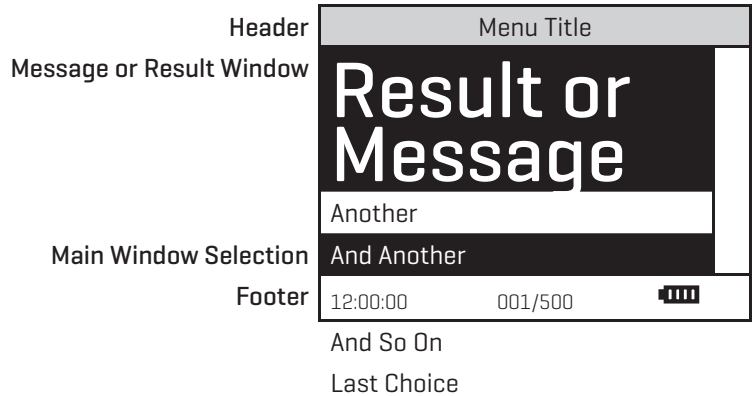 Header
Menu Title
Message or Result Window
Result or
Message
Another
Main Window Selection
And Another
Footer
12:00:00 001/500
And So On
Last Choice